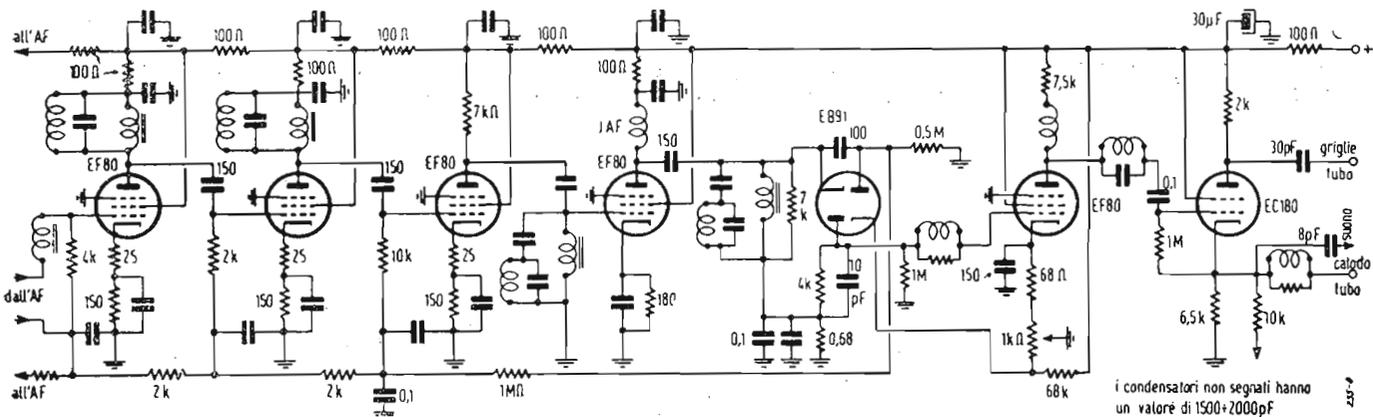 30μF
all'AF
100Ω
100Ω
100Ω
100Ω
+
100Ω
100Ω
100Ω
7kΩ
100Ω
JAF
7,5k
2k
EB91
100
0,5M
150
EF80
150
150
EF80
EF80
EF80
EC180
30pF
griglie
tubo
0,1
7
k
4k
25
2k
25
10k
25
1M
8pF
suono
catodo
tubo
dall'AF
150
150
150
180
4k
10
pF
1M
150
68Ω
6,5k
10k
0,1
0,68
1kΩ
all'AF
2k
2k
0,1
1MΩ
68k
i condensatori non segnati hanno
un valore di 1500÷2000pF